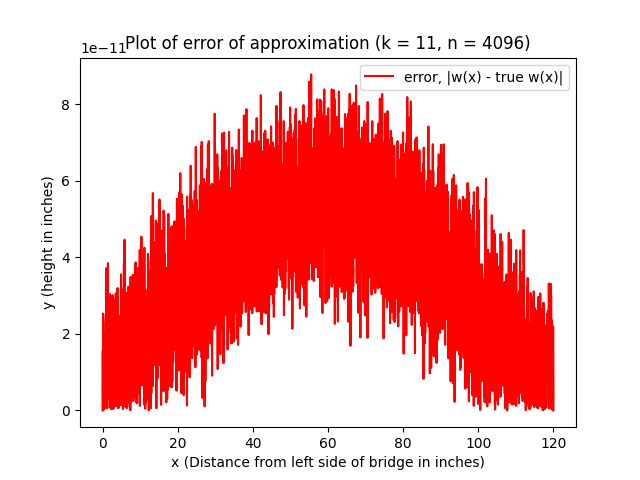 Plot of error of approximation (k = 11, n = 4096)
1e−11
error, |w(x) - true w(x)|
8
6
4
2
0
y (height in inches)
0 20 40 60 80 100 120
x (Distance from left side of bridge in inches)